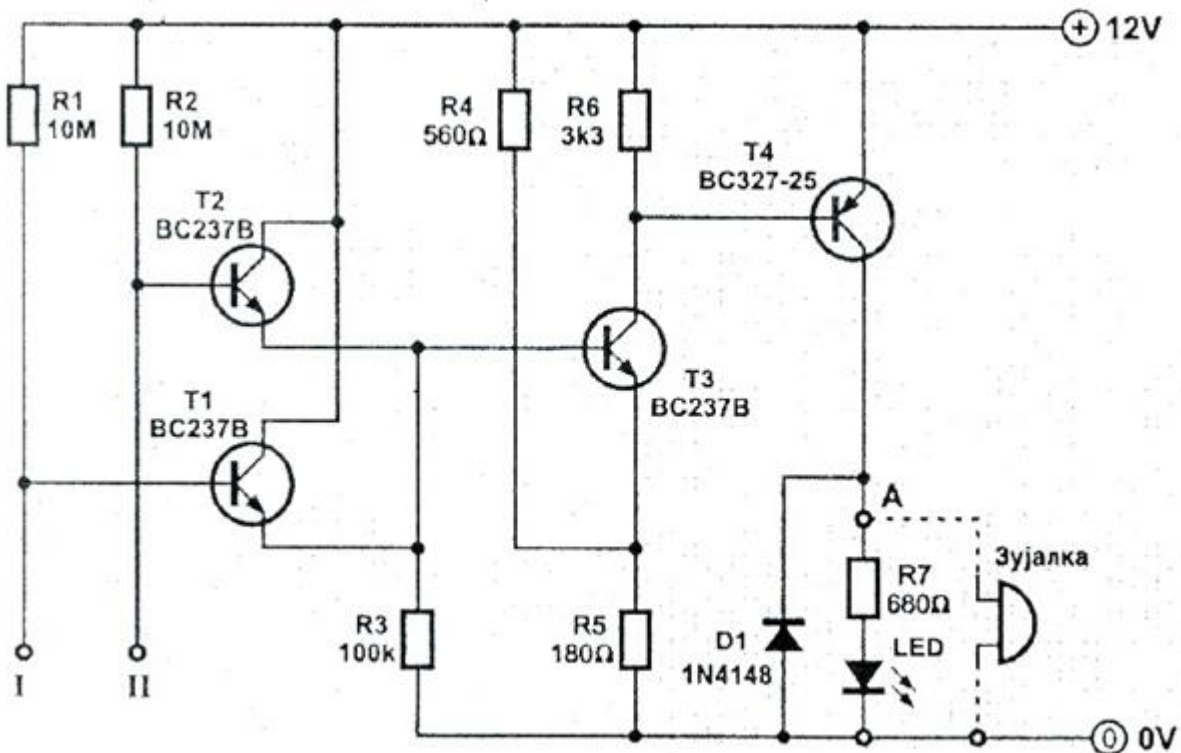 + 12V
R1
10M
R2
10M
R4
560Ω
R6
3k3
T4
BC327-25
T2
BC237B
T1
BC237B
T3
BC237B
A
Зујалка
R7
680Ω
R3
100k
R5
180Ω
D1
1N4148
LED
I
II
0 0V